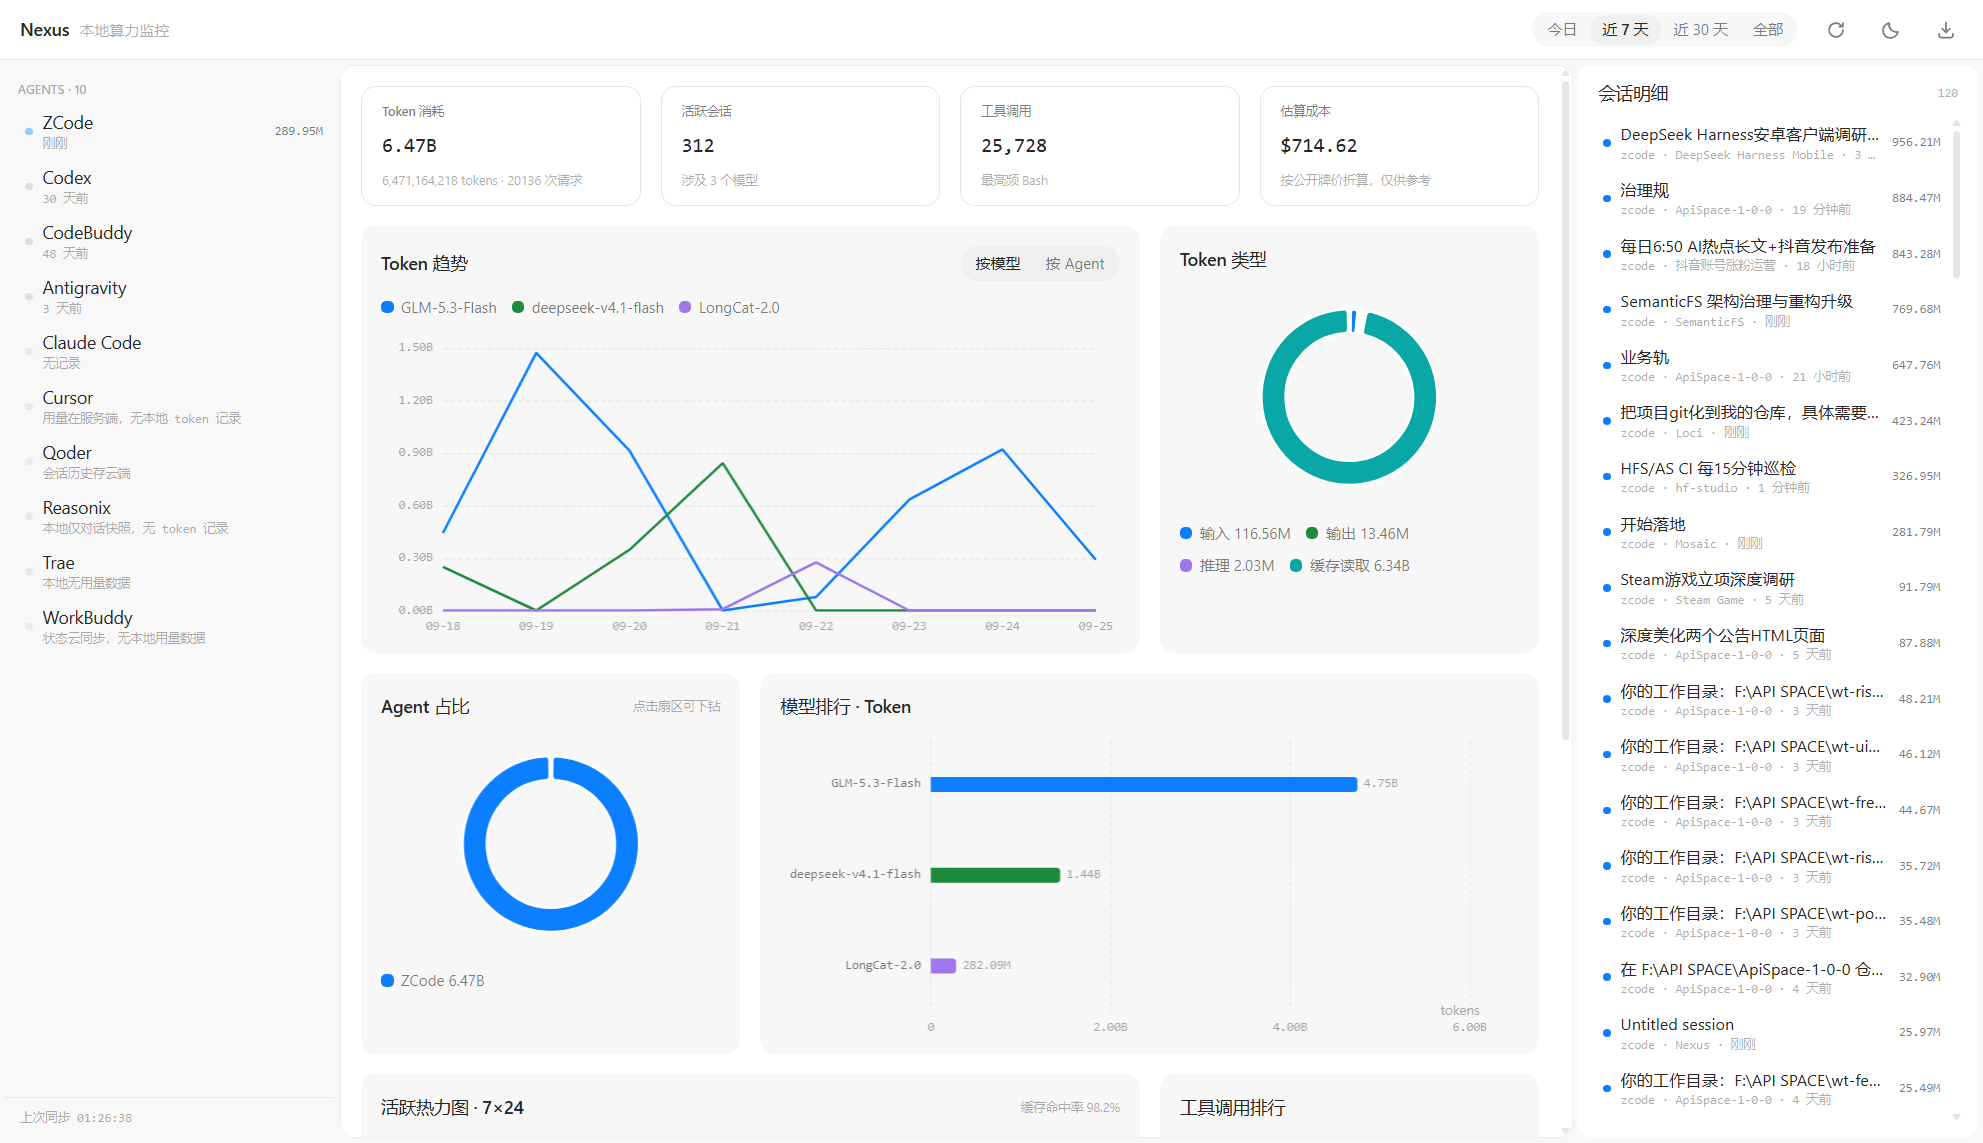 Nexus 本地算力监控
今日 近 7 天 近 30 天 全部
AGENTS · 10
ZCode
刚刚
289.95M
Codex
30 天前
CodeBuddy
48 天前
Antigravity
3 天前
Claude Code
无记录
Cursor
用量在服务端，无本地 token 记录
Qoder
会话历史存云端
Reasonix
本地仅对话快照，无 token 记录
Trae
本地无用量数据
WorkBuddy
状态云同步，无本地用量数据
上次同步 01:26:38
Token 消耗
6.47B
6,471,164,218 tokens · 20136 次请求
活跃会话
312
涉及 3 个模型
工具调用
25,728
最高频 Bash
估算成本
$714.62
按公开牌价折算，仅供参考
Token 趋势
按模型 按 Agent
GLM-5.3-Flash deepseek-v4.1-flash LongCat-2.0
1.50B
1.20B
0.90B
0.60B
0.30B
0.00B
09-18 09-19 09-20 09-21 09-22 09-23 09-24 09-25
Token 类型
输入 116.56M 输出 13.46M
推理 2.03M 缓存读取 6.34B
Agent 占比
点击扇区可下钻
ZCode 6.47B
模型排行 · Token
GLM-5.3-Flash 4.75B
deepseek-v4.1-flash 1.44B
LongCat-2.0 282.09M
tokens
0 2.00B 4.00B 6.00B
活跃热力图 · 7×24
缓存命中率 98.2%
工具调用排行
会话明细
120
DeepSeek Harness安卓客户端调研...
zcode · DeepSeek Harness Mobile · 3 …
956.21M
治理规
zcode · ApiSpace-1-0-0 · 19 分钟前
884.47M
每日6:50 AI热点长文+抖音发布准备
zcode · 抖音账号涨粉运营 · 18 小时前
843.28M
SemanticFS 架构治理与重构升级
zcode · SemanticFS · 刚刚
769.68M
业务轨
zcode · ApiSpace-1-0-0 · 21 小时前
647.76M
把项目git化到我的仓库，具体需要...
zcode · Loci · 刚刚
423.24M
HFS/AS CI 每15分钟巡检
zcode · hf-studio · 1 分钟前
326.95M
开始落地
zcode · Mosaic · 刚刚
281.79M
Steam游戏立项深度调研
zcode · Steam Game · 5 天前
91.79M
深度美化两个公告HTML页面
zcode · ApiSpace-1-0-0 · 5 天前
87.88M
你的工作目录：F:\API SPACE\wt-ris...
zcode · ApiSpace-1-0-0 · 3 天前
48.21M
你的工作目录：F:\API SPACE\wt-ui...
zcode · ApiSpace-1-0-0 · 3 天前
46.12M
你的工作目录：F:\API SPACE\wt-fre...
zcode · ApiSpace-1-0-0 · 3 天前
44.67M
你的工作目录：F:\API SPACE\wt-ris...
zcode · ApiSpace-1-0-0 · 3 天前
35.72M
你的工作目录：F:\API SPACE\wt-po...
zcode · ApiSpace-1-0-0 · 3 天前
35.48M
在 F:\API SPACE\ApiSpace-1-0-0 仓...
zcode · ApiSpace-1-0-0 · 4 天前
32.90M
Untitled session
zcode · Nexus · 刚刚
25.97M
你的工作目录：F:\API SPACE\wt-fe...
zcode · ApiSpace-1-0-0 · 4 天前
25.49M